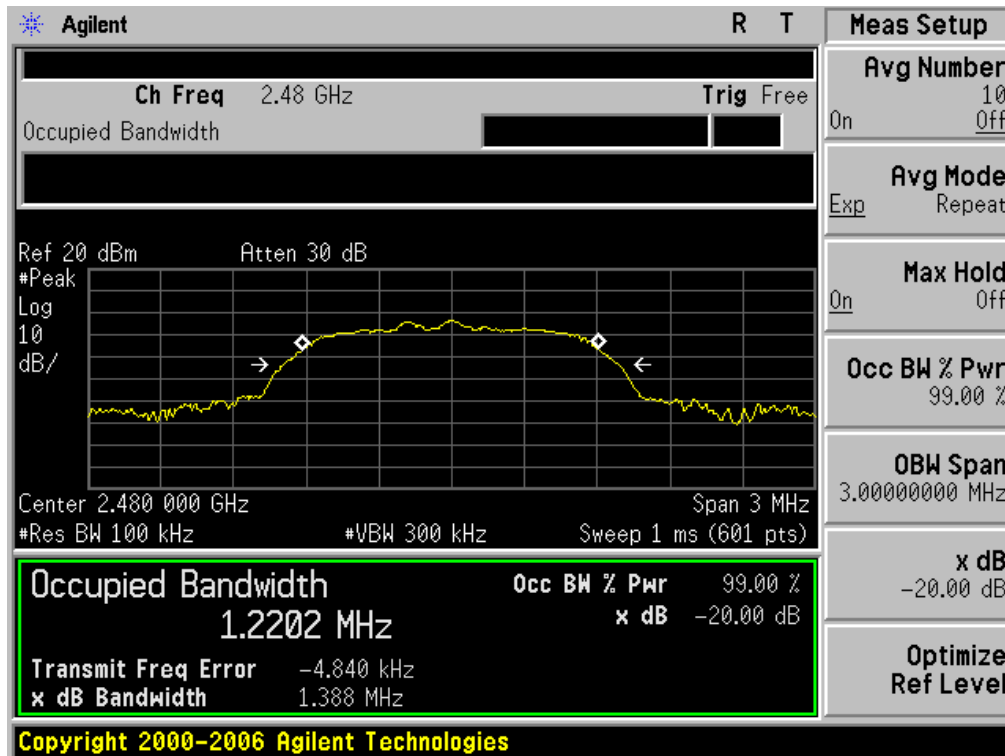 Agilent R T
Ch Freq 2.48 GHz Trig Free
Occupied Bandwidth
Ref 20 dBm Atten 30 dB
#Peak
Log
10
dB/
Center 2.480 000 GHz Span 3 MHz
#Res BW 100 kHz #VBW 300 kHz Sweep 1 ms (601 pts)
Occupied Bandwidth Occ BW % Pwr 99.00 %
1.2202 MHz x dB -20.00 dB
Transmit Freq Error -4.840 kHz
x dB Bandwidth 1.388 MHz
Copyright 2000-2006 Agilent Technologies
Meas Setup
Avg Number
10
On Off
Avg Mode
Exp Repeat
Max Hold
On Off
Occ BW % Pwr
99.00 %
OBW Span
3.00000000 MHz
x dB
-20.00 dB
Optimize
Ref Level